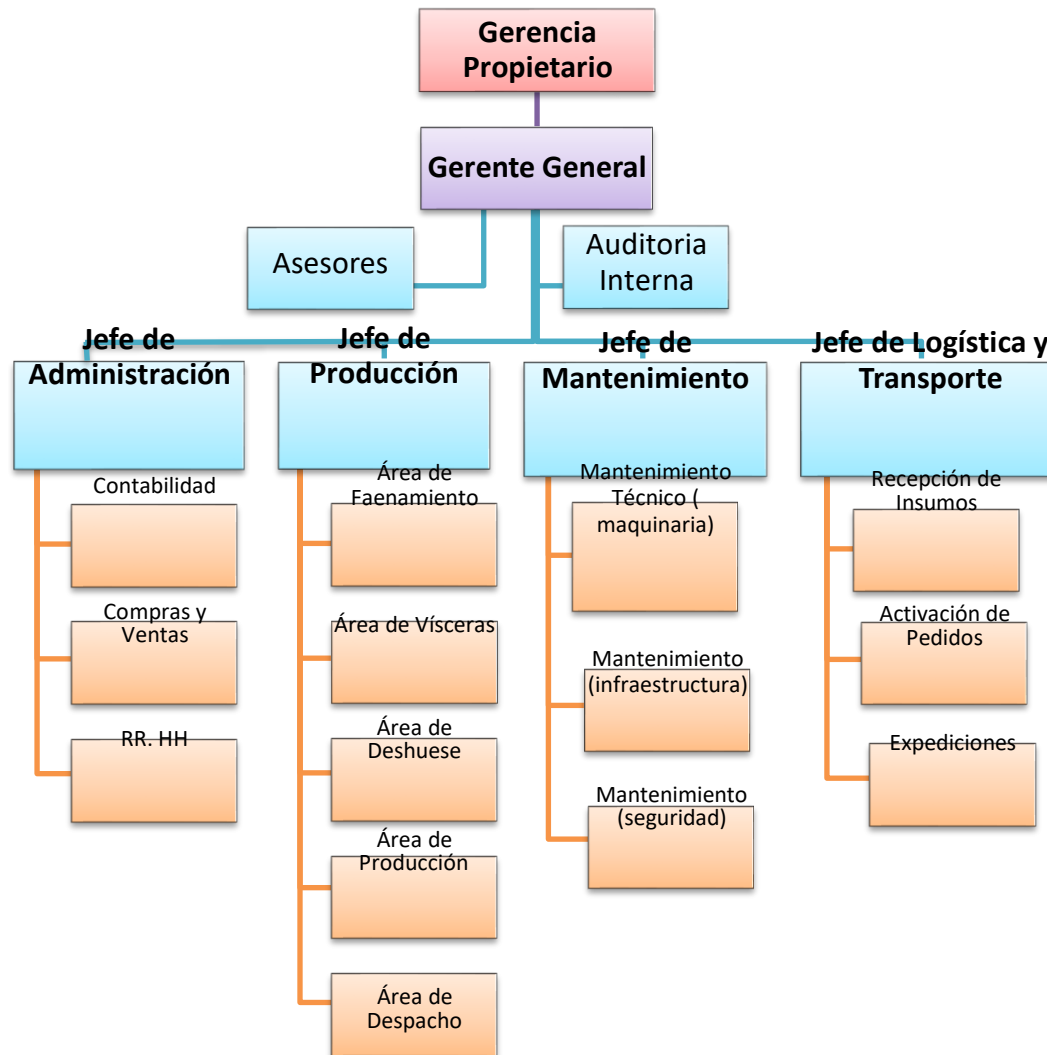 Gerencia
Propietario
Gerente General
Asesores
Auditoria
Interna
Jefe de
Administración
Jefe de
Producción
Jefe de
Mantenimiento
Jefe de Logística y
Transporte
Contabilidad
Compras y
Ventas
RR. HH
Área de
Faenamiento
Área de Vísceras
Área de
Deshuese
Área de
Producción
Área de
Despacho
Mantenimiento
Técnico (
maquinaria)
Mantenimiento
(infraestructura)
Mantenimiento
(seguridad)
Recepción de
Insumos
Activación de
Pedidos
Expediciones